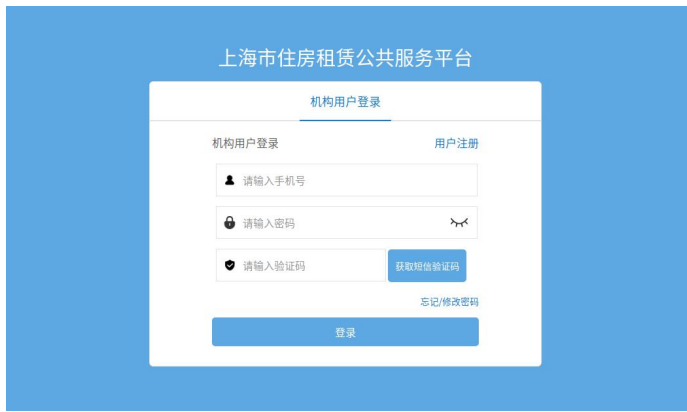 上海市住房租赁公共服务平台
机构用户登录
机构用户登录 用户注册
请输入手机号
请输入密码
请输入验证码 获取短信验证码
忘记/修改密码
登录